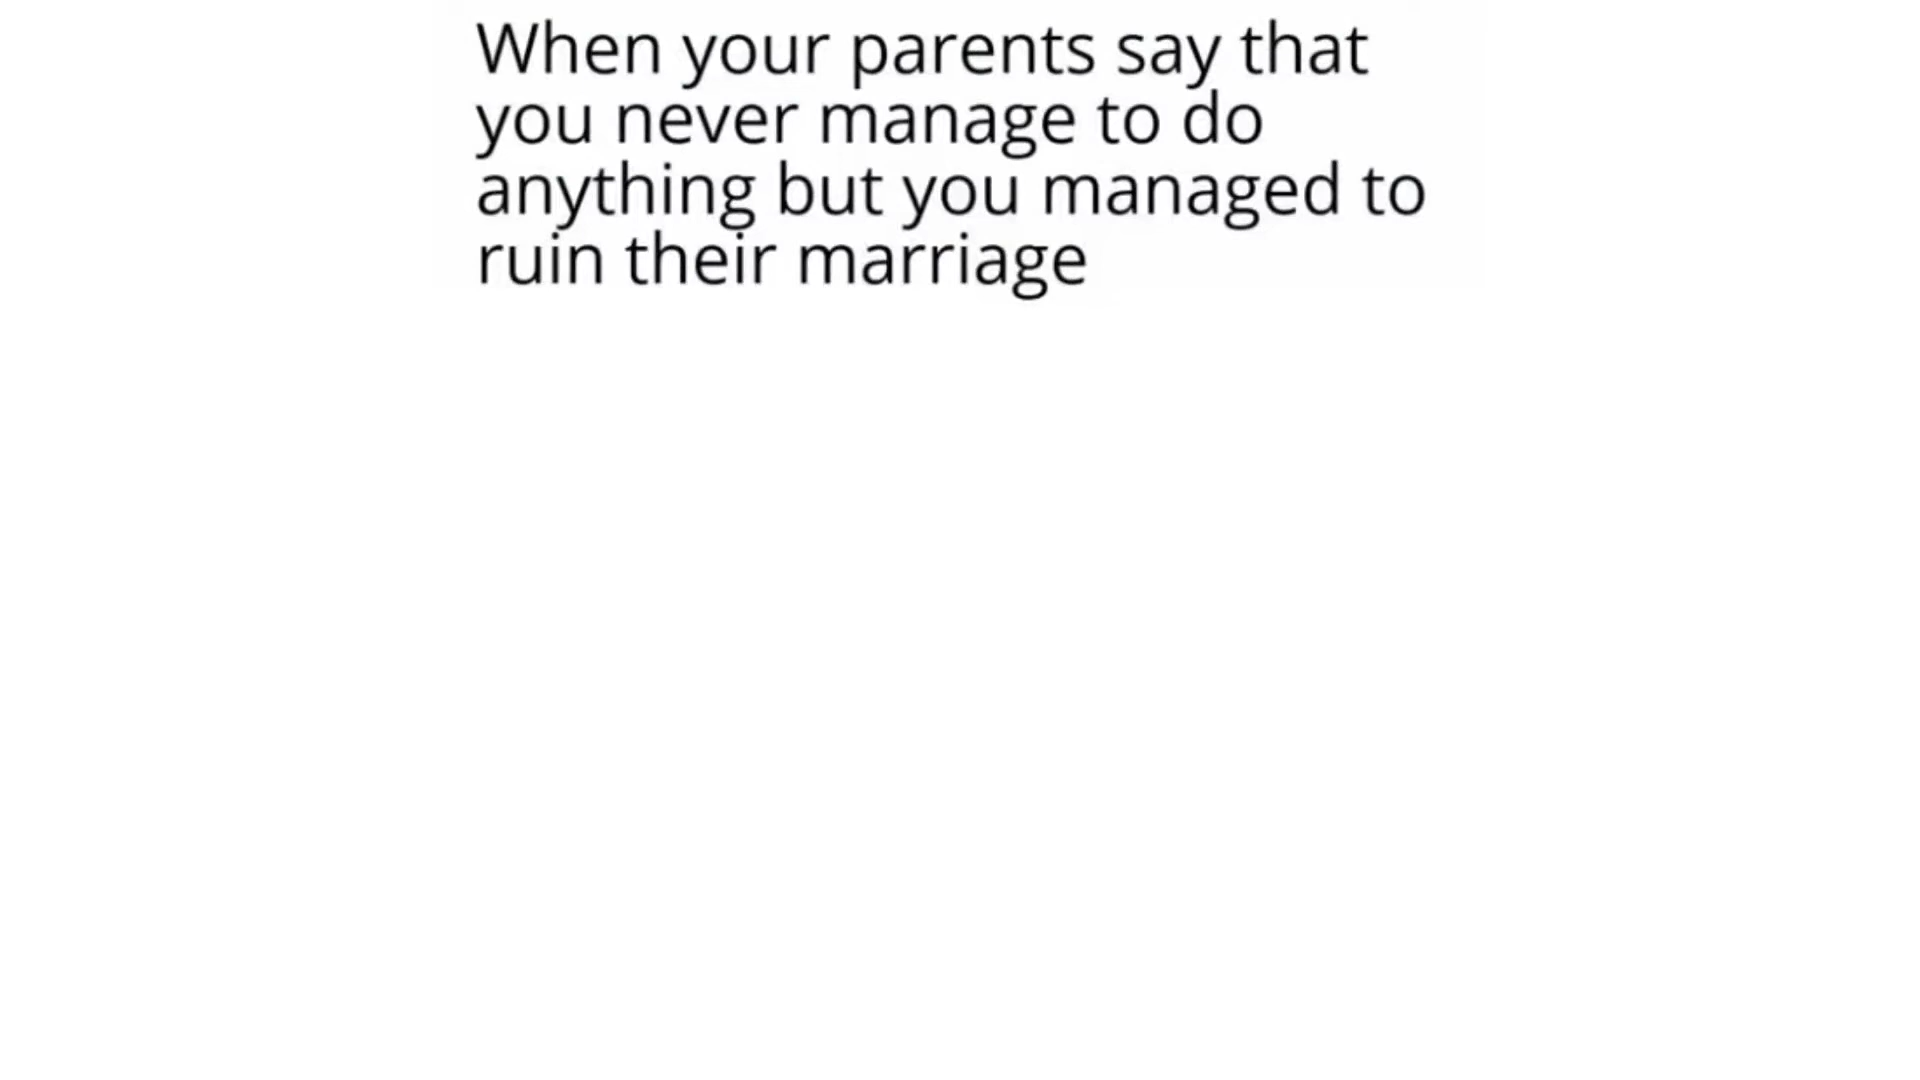 When your parents say that
you never manage to do
anything but you managed to
ruin their marriage